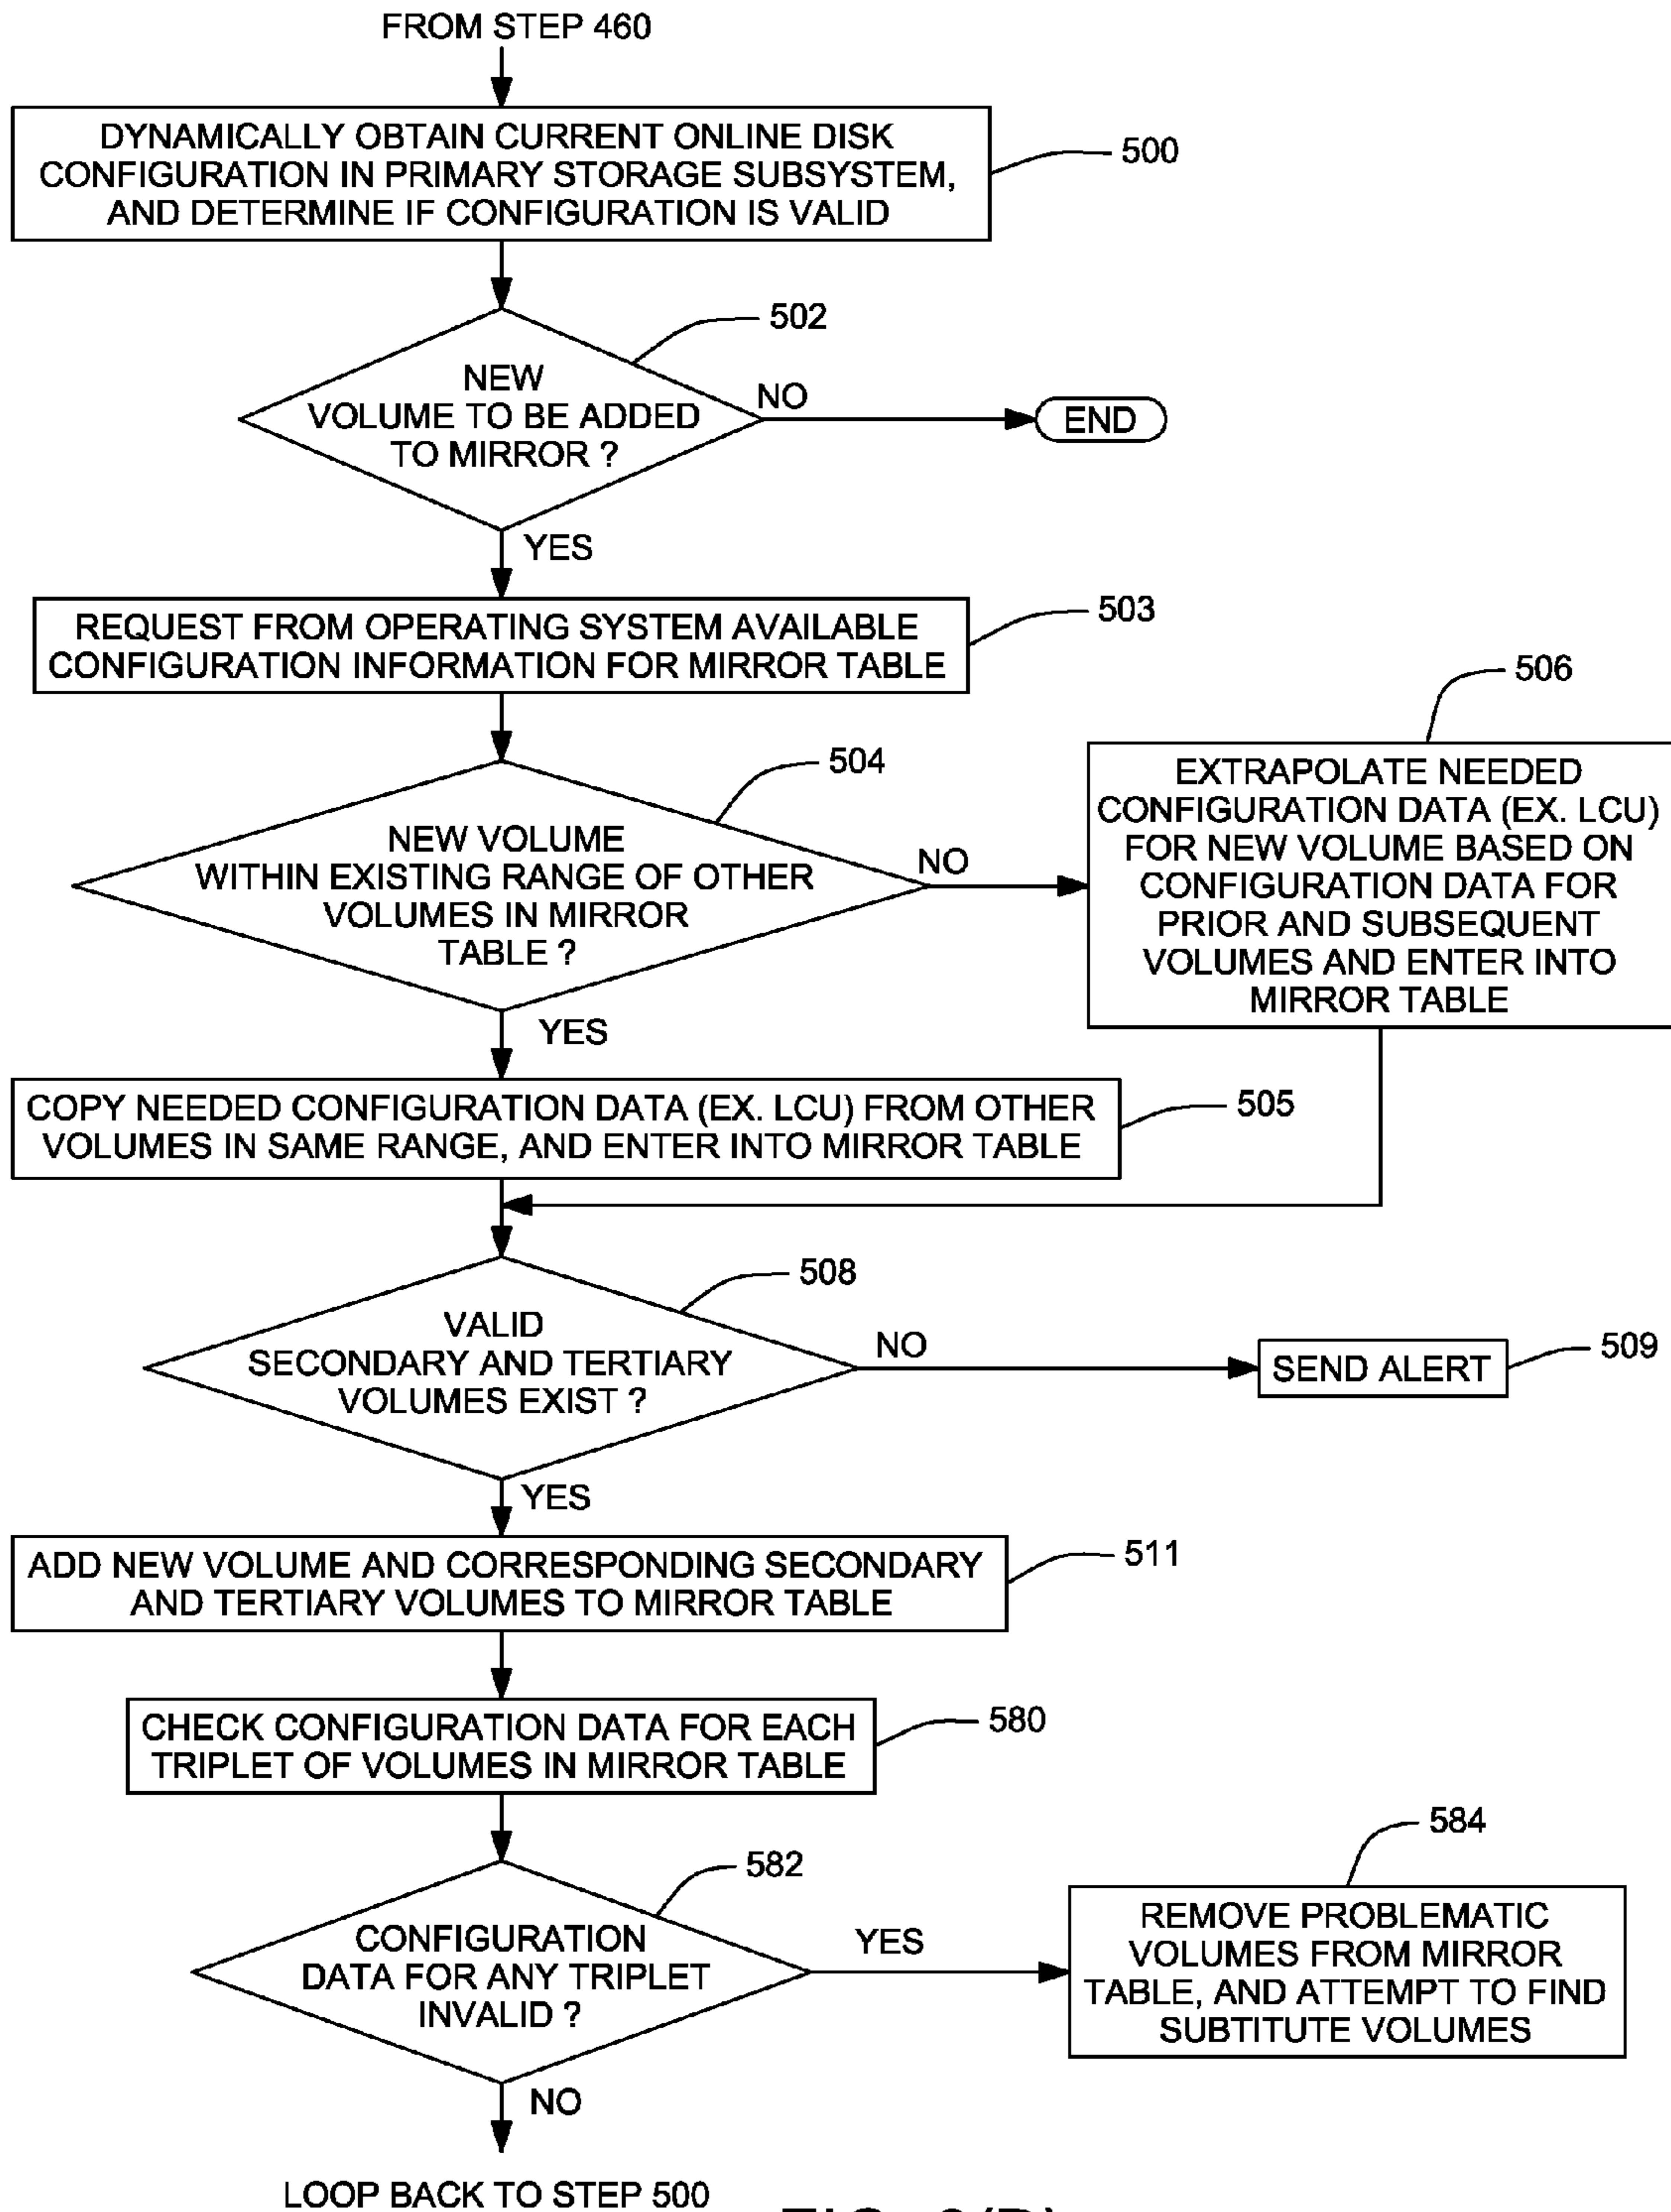 FROM STEP 460
DYNAMICALLY OBTAIN CURRENT ONLINE DISK
CONFIGURATION IN PRIMARY STORAGE SUBSYSTEM,
AND DETERMINE IF CONFIGURATION IS VALID
500
502
NEW
VOLUME TO BE ADDED
TO MIRROR ?
NO
END
YES
REQUEST FROM OPERATING SYSTEM AVAILABLE
CONFIGURATION INFORMATION FOR MIRROR TABLE
503
504
NEW VOLUME
WITHIN EXISTING RANGE OF OTHER
VOLUMES IN MIRROR
TABLE ?
NO
506
EXTRAPOLATE NEEDED
CONFIGURATION DATA (EX. LCU)
FOR NEW VOLUME BASED ON
CONFIGURATION DATA FOR
PRIOR AND SUBSEQUENT
VOLUMES AND ENTER INTO
MIRROR TABLE
YES
COPY NEEDED CONFIGURATION DATA (EX. LCU) FROM OTHER
VOLUMES IN SAME RANGE, AND ENTER INTO MIRROR TABLE
505
508
VALID
SECONDARY AND TERTIARY
VOLUMES EXIST ?
NO
SEND ALERT
509
YES
ADD NEW VOLUME AND CORRESPONDING SECONDARY
AND TERTIARY VOLUMES TO MIRROR TABLE
511
CHECK CONFIGURATION DATA FOR EACH
TRIPLET OF VOLUMES IN MIRROR TABLE
580
582
CONFIGURATION
DATA FOR ANY TRIPLET
INVALID ?
YES
584
REMOVE PROBLEMATIC
VOLUMES FROM MIRROR
TABLE, AND ATTEMPT TO FIND
SUBTITUTE VOLUMES
NO
LOOP BACK TO STEP 500